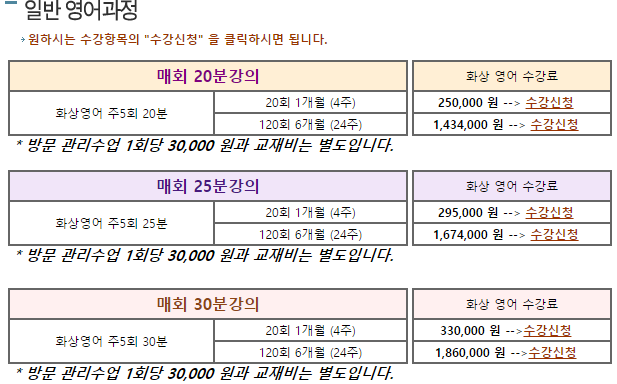 일반 영어과정
원하시는 수강항목의 "수강신청" 을 클릭하시면 됩니다.
매회 20분강의 화상 영어 수강료
화상영어 주5회 20분
20회 1개월 (4주) 250,000 원 --> 수강신청
120회 6개월 (24주) 1,434,000 원 --> 수강신청
* 방문 관리수업 1회당 30,000 원과 교재비는 별도입니다.
매회 25분강의 화상 영어 수강료
화상영어 주5회 25분
20회 1개월 (4주) 295,000 원 --> 수강신청
120회 6개월 (24주) 1,674,000 원 --> 수강신청
* 방문 관리수업 1회당 30,000 원과 교재비는 별도입니다.
매회 30분강의 화상 영어 수강료
화상영어 주5회 30분
20회 1개월 (4주) 330,000 원 -->수강신청
120회 6개월 (24주) 1,860,000 원 -->수강신청
* 방문 관리수업 1회당 30,000 원과 교재비는 별도입니다.